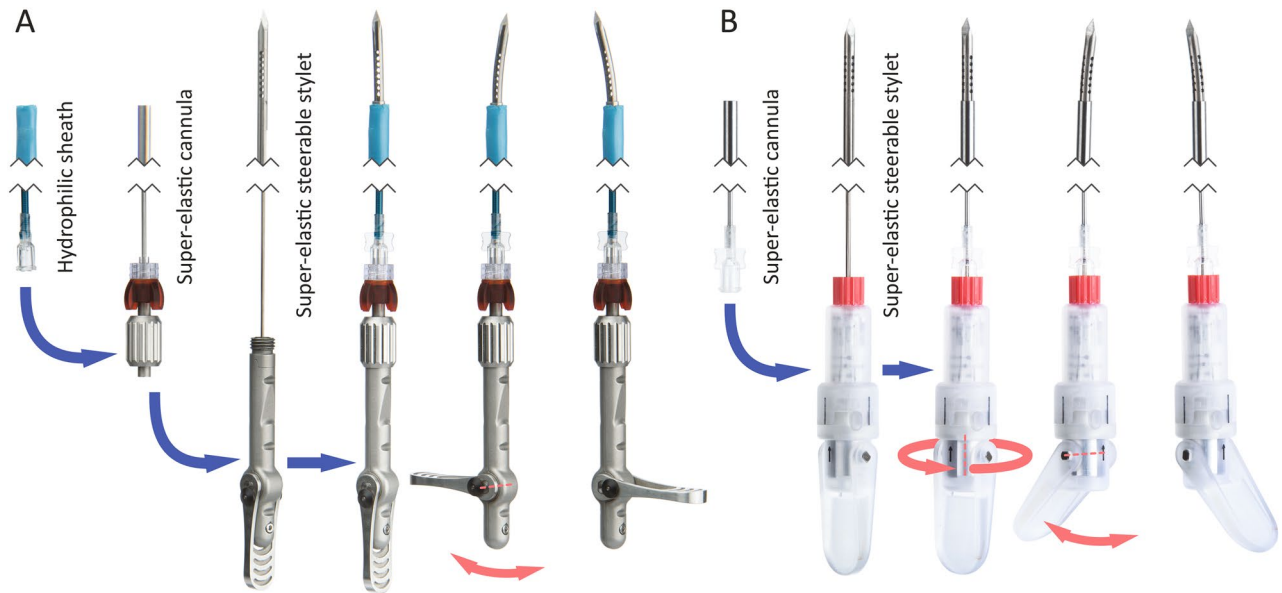 A
Hydrophilic sheath
Super-elastic cannula
Super-elastic steerable stylet
B
Super-elastic cannula
Super-elastic steerable stylet